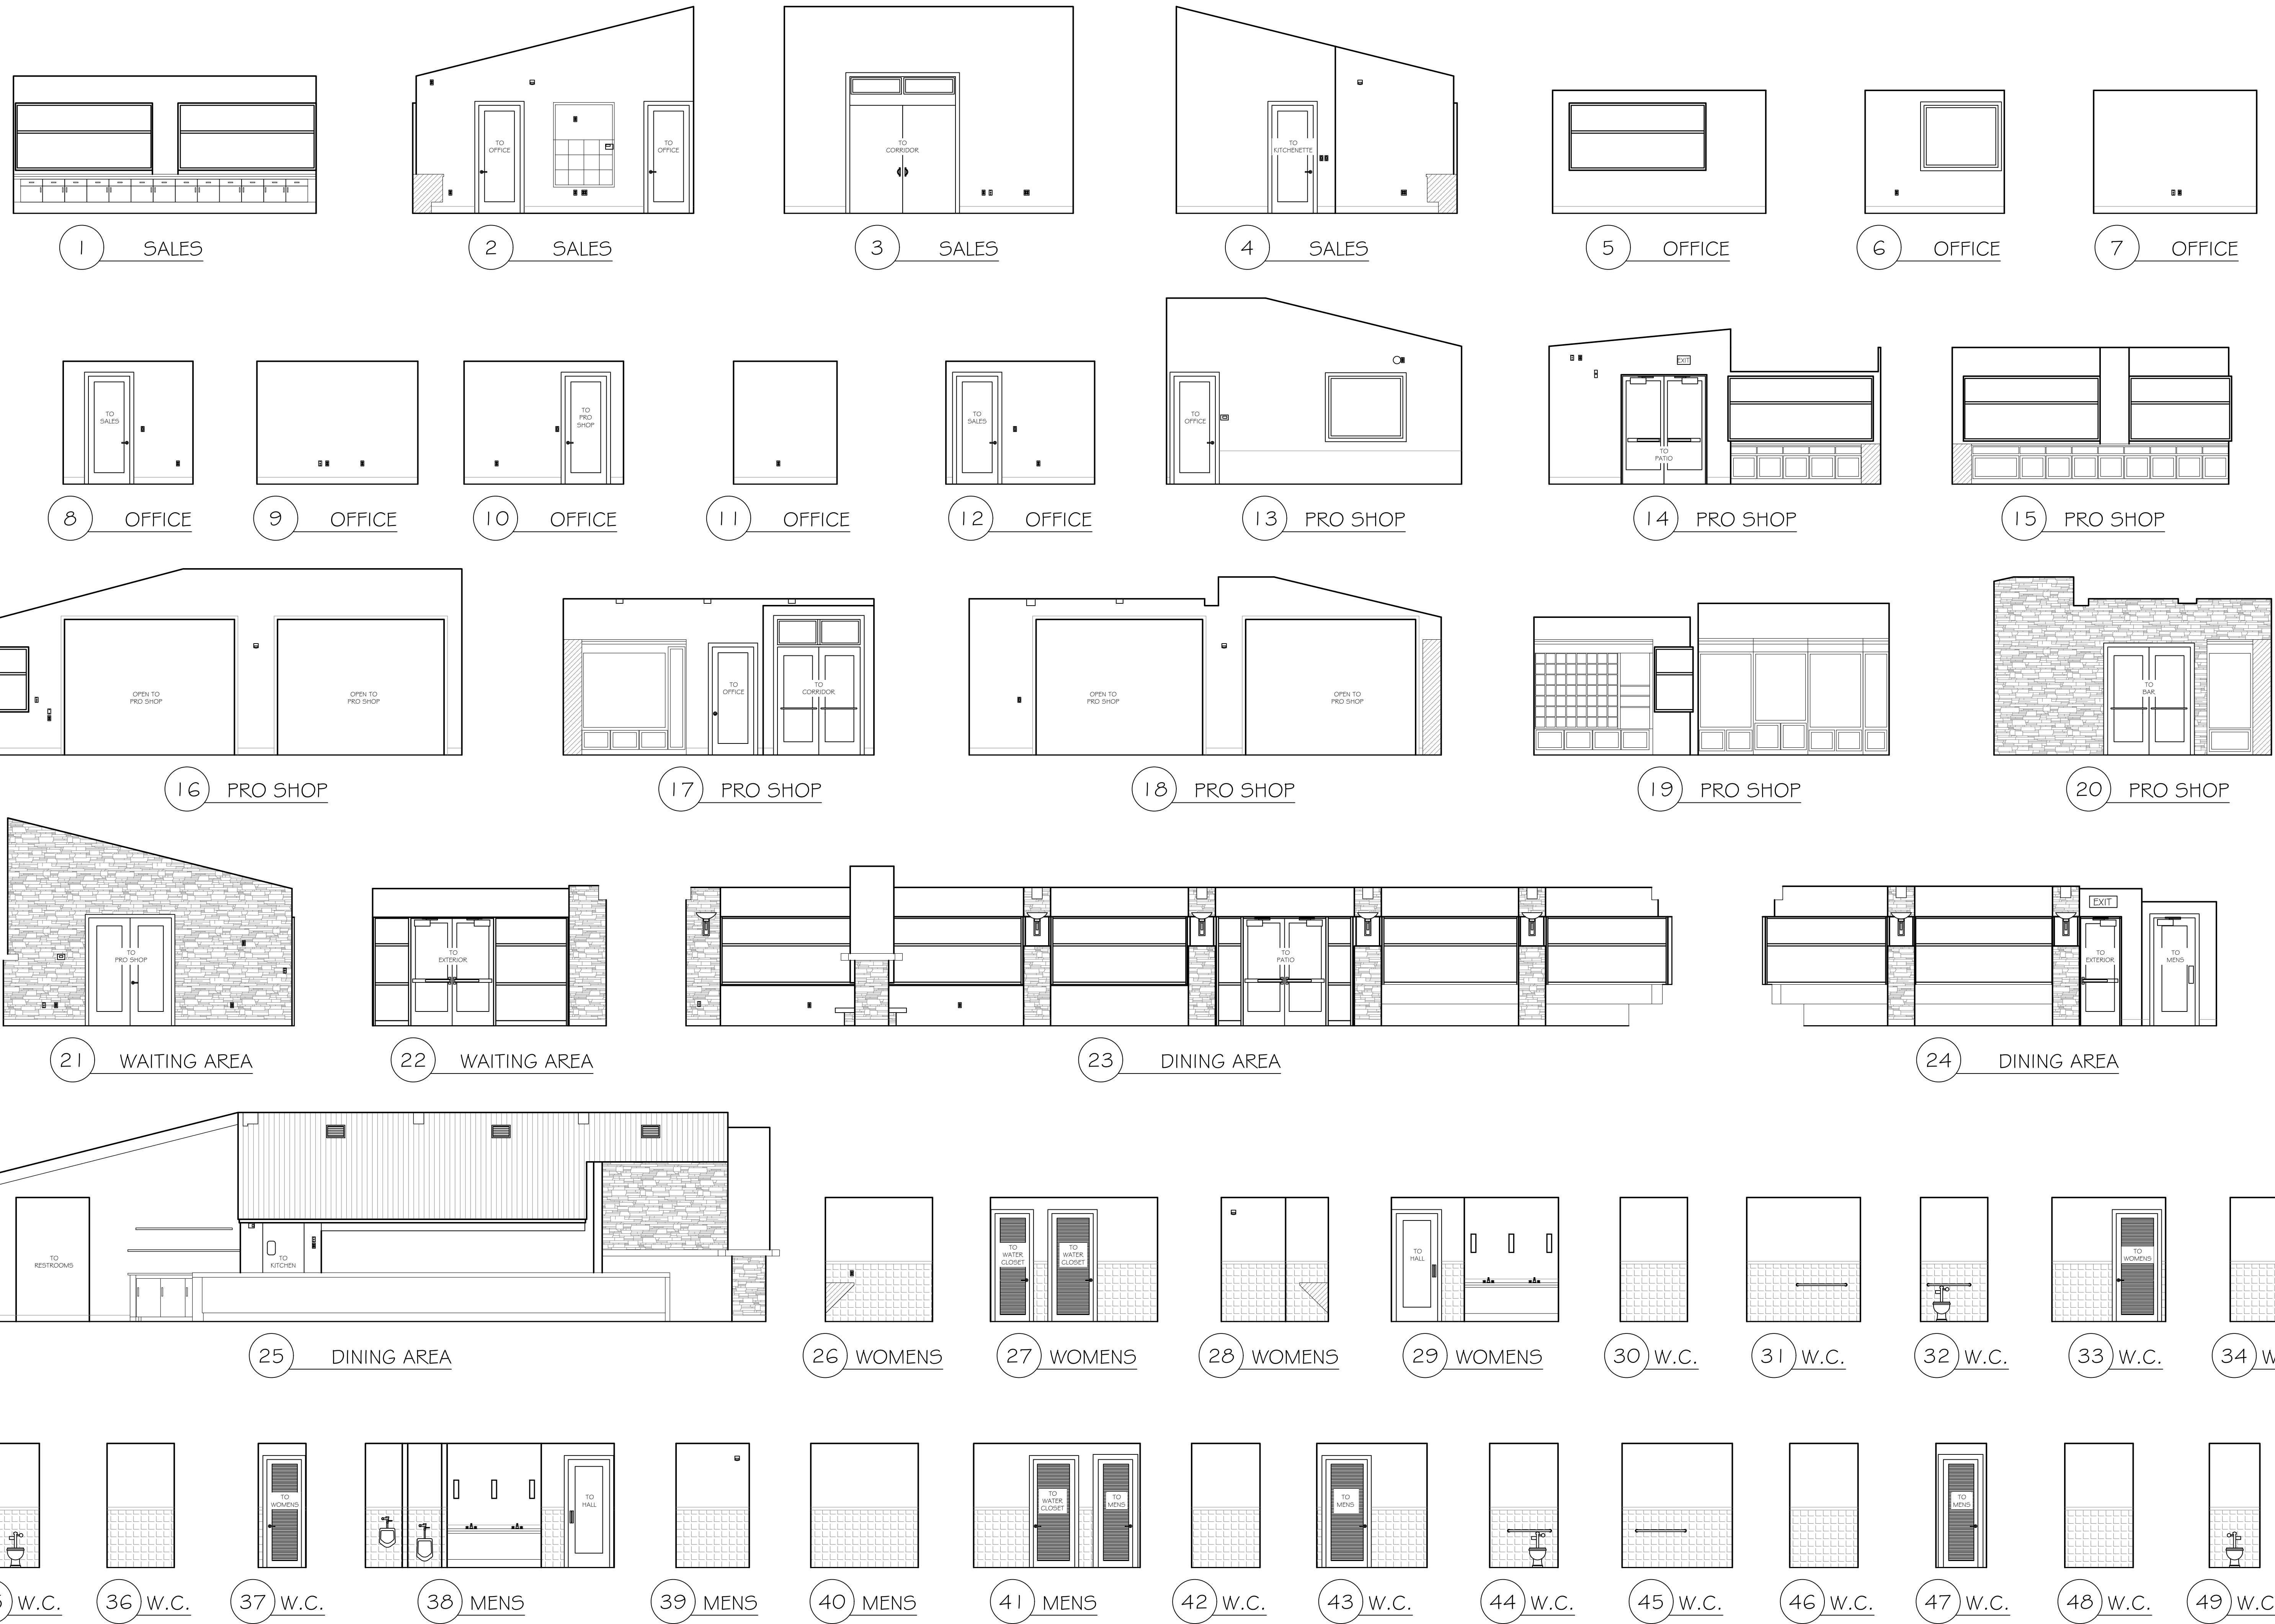 TO
OFFICE
TO
OFFICE
TO
CORRIDOR
TO
KITCHENETTE
1 SALES
2 SALES
3 SALES
4 SALES
5 OFFICE
6 OFFICE
7 OFFICE
TO
SALES
TO
PRO
SHOP
TO
SALES
TO
OFFICE
EXIT
TO
PATIO
8 OFFICE
9 OFFICE
10 OFFICE
11 OFFICE
12 OFFICE
13 PRO SHOP
14 PRO SHOP
15 PRO SHOP
OPEN TO
PRO SHOP
OPEN TO
PRO SHOP
TO
OFFICE
TO
CORRIDOR
OPEN TO
PRO SHOP
OPEN TO
PRO SHOP
TO
BAR
16 PRO SHOP
17 PRO SHOP
18 PRO SHOP
19 PRO SHOP
20 PRO SHOP
TO
PRO SHOP
TO
EXTERIOR
TO
PATIO
EXIT
TO
EXTERIOR
TO
MENS
21 WAITING AREA
22 WAITING AREA
23 DINING AREA
24 DINING AREA
TO
RESTROOMS
TO
KITCHEN
TO
WATER
CLOSET
TO
WATER
CLOSET
TO
HALL
TO
WOMENS
25 DINING AREA
26 WOMENS
27 WOMENS
28 WOMENS
29 WOMENS
30 W.C.
31 W.C.
32 W.C.
33 W.C.
34 W
TO
WOMENS
TO
HALL
TO
WATER
CLOSET
TO
MENS
TO
MENS
TO
MENS
W.C.
36 W.C.
37 W.C.
38 MENS
39 MENS
40 MENS
41 MENS
42 W.C.
43 W.C.
44 W.C.
45 W.C.
46 W.C.
47 W.C.
48 W.C.
49 W.C